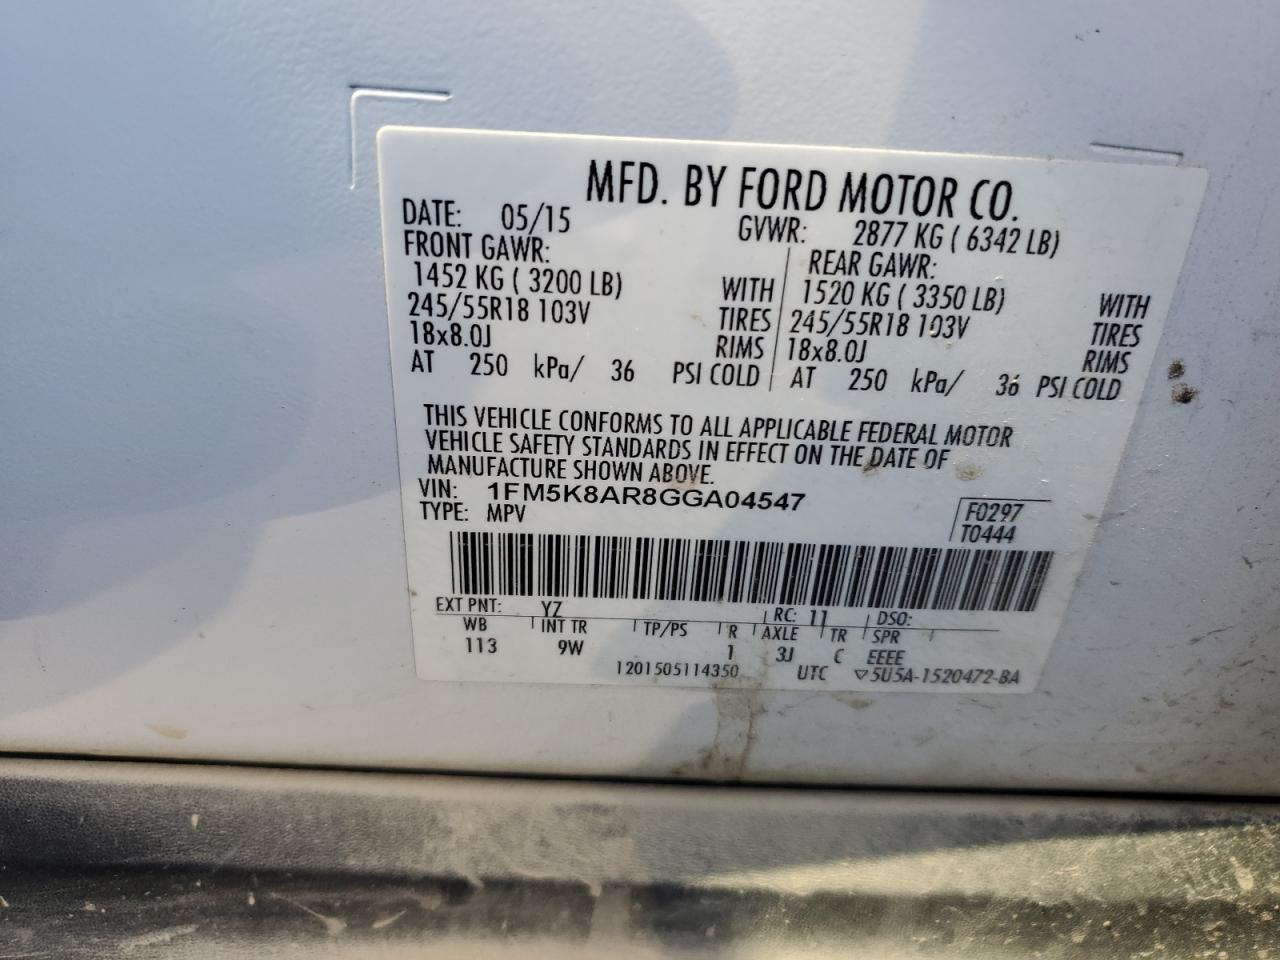 MFD. BY FORD MOTOR CO.
DATE: 05/15 GVWR: 2877 KG ( 6342 LB)
FRONT GAWR: REAR GAWR:
1452 KG ( 3200 LB) WITH 1520 KG ( 3350 LB) WITH
245/55R18 103V TIRES 245/55R18 103V TIRES
18x8.0J RIMS 18x8.0J RIMS
AT 250 kPa/ 36 PSI COLD AT 250 kPa/ 36 PSI COLD
THIS VEHICLE CONFORMS TO ALL APPLICABLE FEDERAL MOTOR
VEHICLE SAFETY STANDARDS IN EFFECT ON THE DATE OF
MANUFACTURE SHOWN ABOVE.
VIN: 1FM5K8AR8GGA04547 F0297
TYPE: MPV T0444
EXT PNT: YZ RC: 11 DSO:
WB INT TR TP/PS R AXLE TR SPR
113 9W 1 3J C EEEE
1201505114350 UTC ▽5U5A-1520472-BA